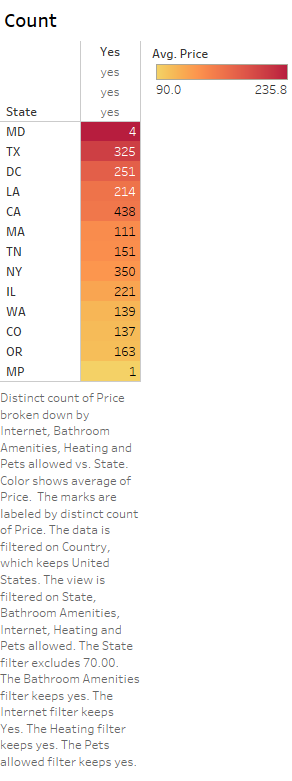 Count
Yes
yes
yes
State yes
Avg. Price
90.0 235.8
MD 4
TX 325
DC 251
LA 214
CA 438
MA 111
TN 151
NY 350
IL 221
WA 139
CO 137
OR 163
MP 1
Distinct count of Price
broken down by
Internet, Bathroom
Amenities, Heating and
Pets allowed vs. State.
Color shows average of
Price.  The marks are
labeled by distinct count
of Price. The data is
filtered on Country,
which keeps United
States. The view is
filtered on State,
Bathroom Amenities,
Internet, Heating and
Pets allowed. The State
filter excludes 70.00.
The Bathroom Amenities
filter keeps yes. The
Internet filter keeps
Yes. The Heating filter
keeps yes. The Pets
allowed filter keeps yes.